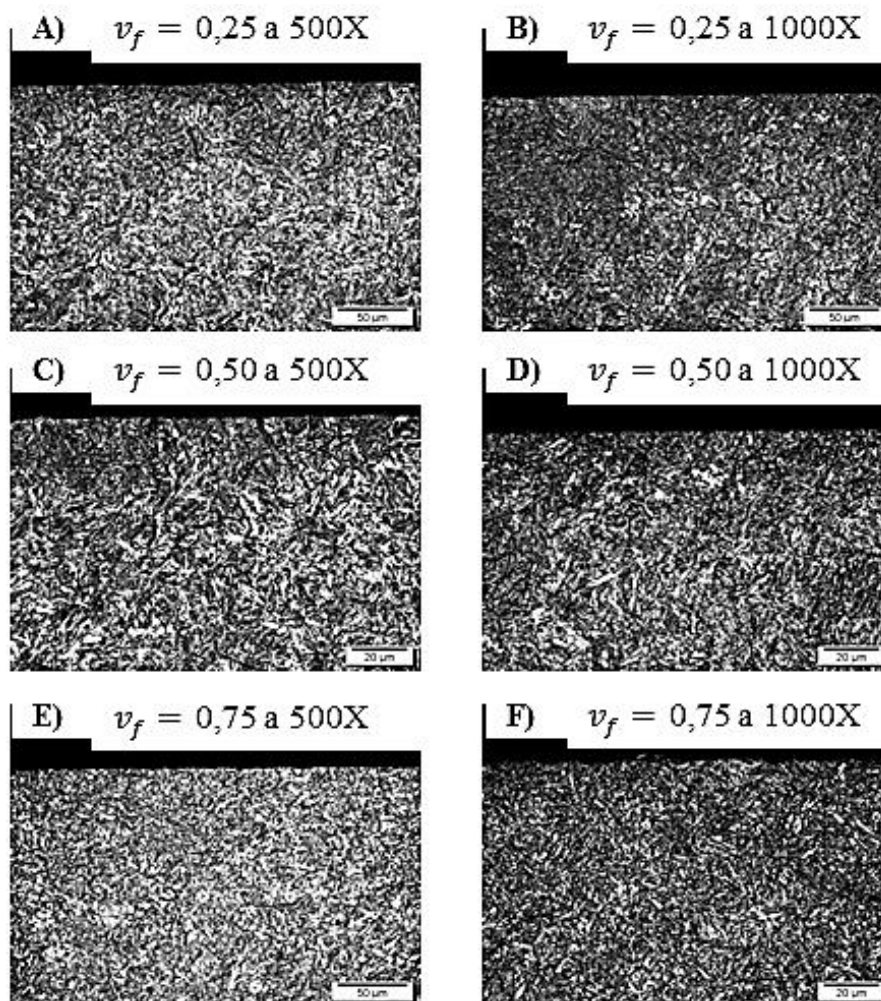 A) v_f = 0,25 a 500X
B) v_f = 0,25 a 1000X
50 µm
50 µm
C) v_f = 0,50 a 500X
D) v_f = 0,50 a 1000X
20 µm
20 µm
E) v_f = 0,75 a 500X
F) v_f = 0,75 a 1000X
50 µm
20 µm